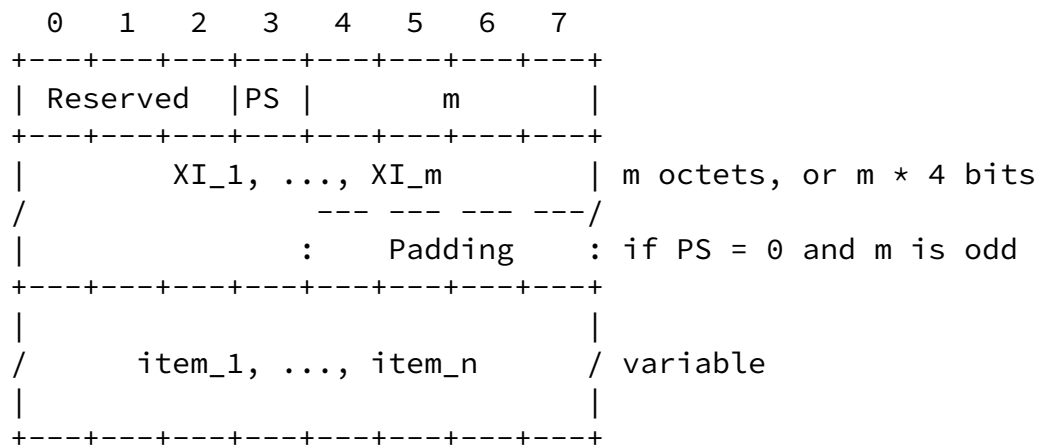 0   1   2   3   4   5   6   7
+---+---+---+---+---+---+---+---+
| Reserved  |PS |       m       |
+---+---+---+---+---+---+---+---+
|        XI_1, ..., XI_m        | m octets, or m * 4 bits
/                --- --- --- ---/
|               :    Padding    : if PS = 0 and m is odd
+---+---+---+---+---+---+---+---+
|                               |
/      item_1, ..., item_n      / variable
|                               |
+---+---+---+---+---+---+---+---+